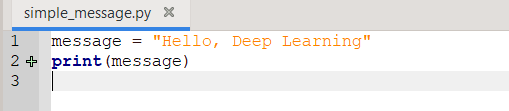 simple_message.py
1 message = "Hello, Deep Learning"
2 print(message)
3